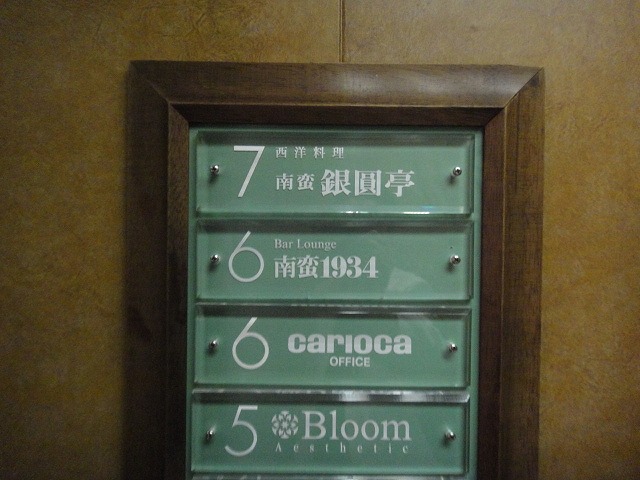 7
西洋料理
南蛮 銀圓亭
6
Bar Lounge
南蛮1934
6
carioca
OFFICE
5
Bloom
Aesthetic